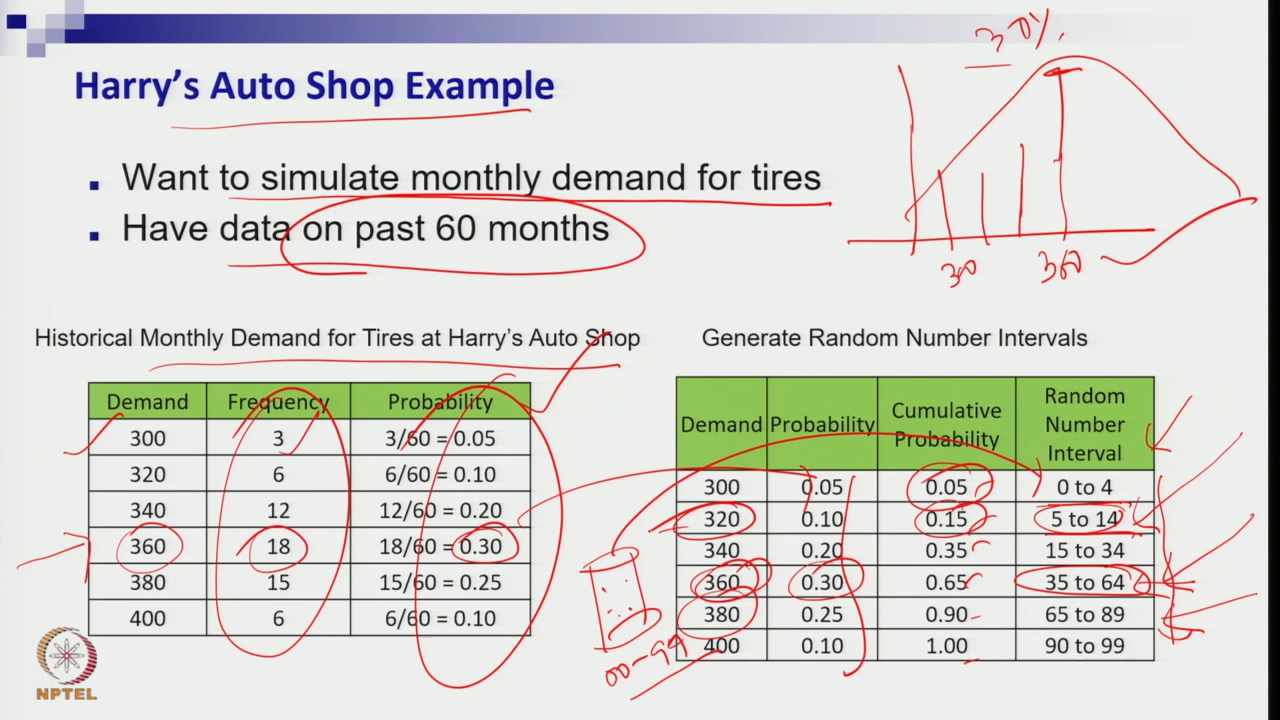 30%
Harry's Auto Shop Example
Want to simulate monthly demand for tires
Have data on past 60 months
300 360
Historical Monthly Demand for Tires at Harry's Auto Shop
Demand Frequency Probability
300 3 3/60 = 0.05
320 6 6/60 = 0.10
340 12 12/60 = 0.20
360 18 18/60 = 0.30
380 15 15/60 = 0.25
400 6 6/60 = 0.10
Generate Random Number Intervals
Demand Probability Cumulative Probability Random Number Interval
300 0.05 0.05 0 to 4
320 0.10 0.15 5 to 14
340 0.20 0.35 15 to 34
360 0.30 0.65 35 to 64
380 0.25 0.90 65 to 89
400 0.10 1.00 90 to 99
00-99
NPTEL